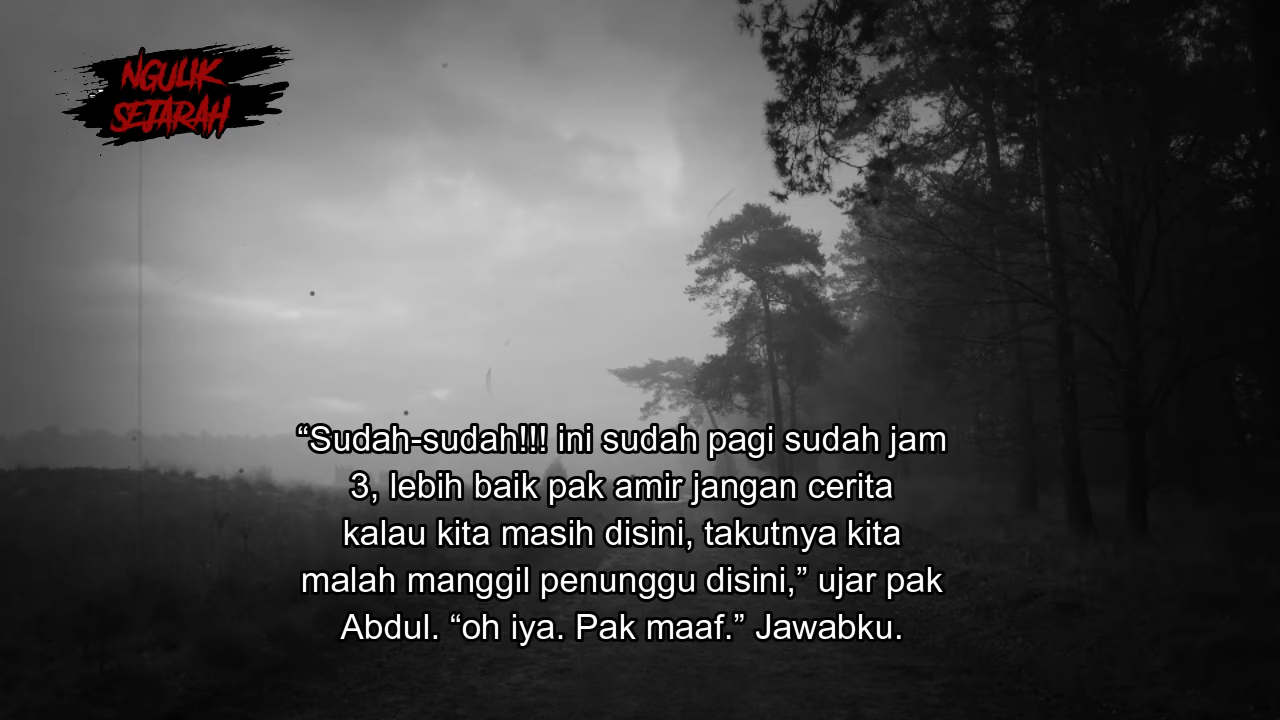 NGULIK
SEJARAH
“Sudah-sudah!!! ini sudah pagi sudah jam
3, lebih baik pak amir jangan cerita
kalau kita masih disini, takutnya kita
malah manggil penunggu disini,” ujar pak
Abdul. “oh iya. Pak maaf.” Jawabku.